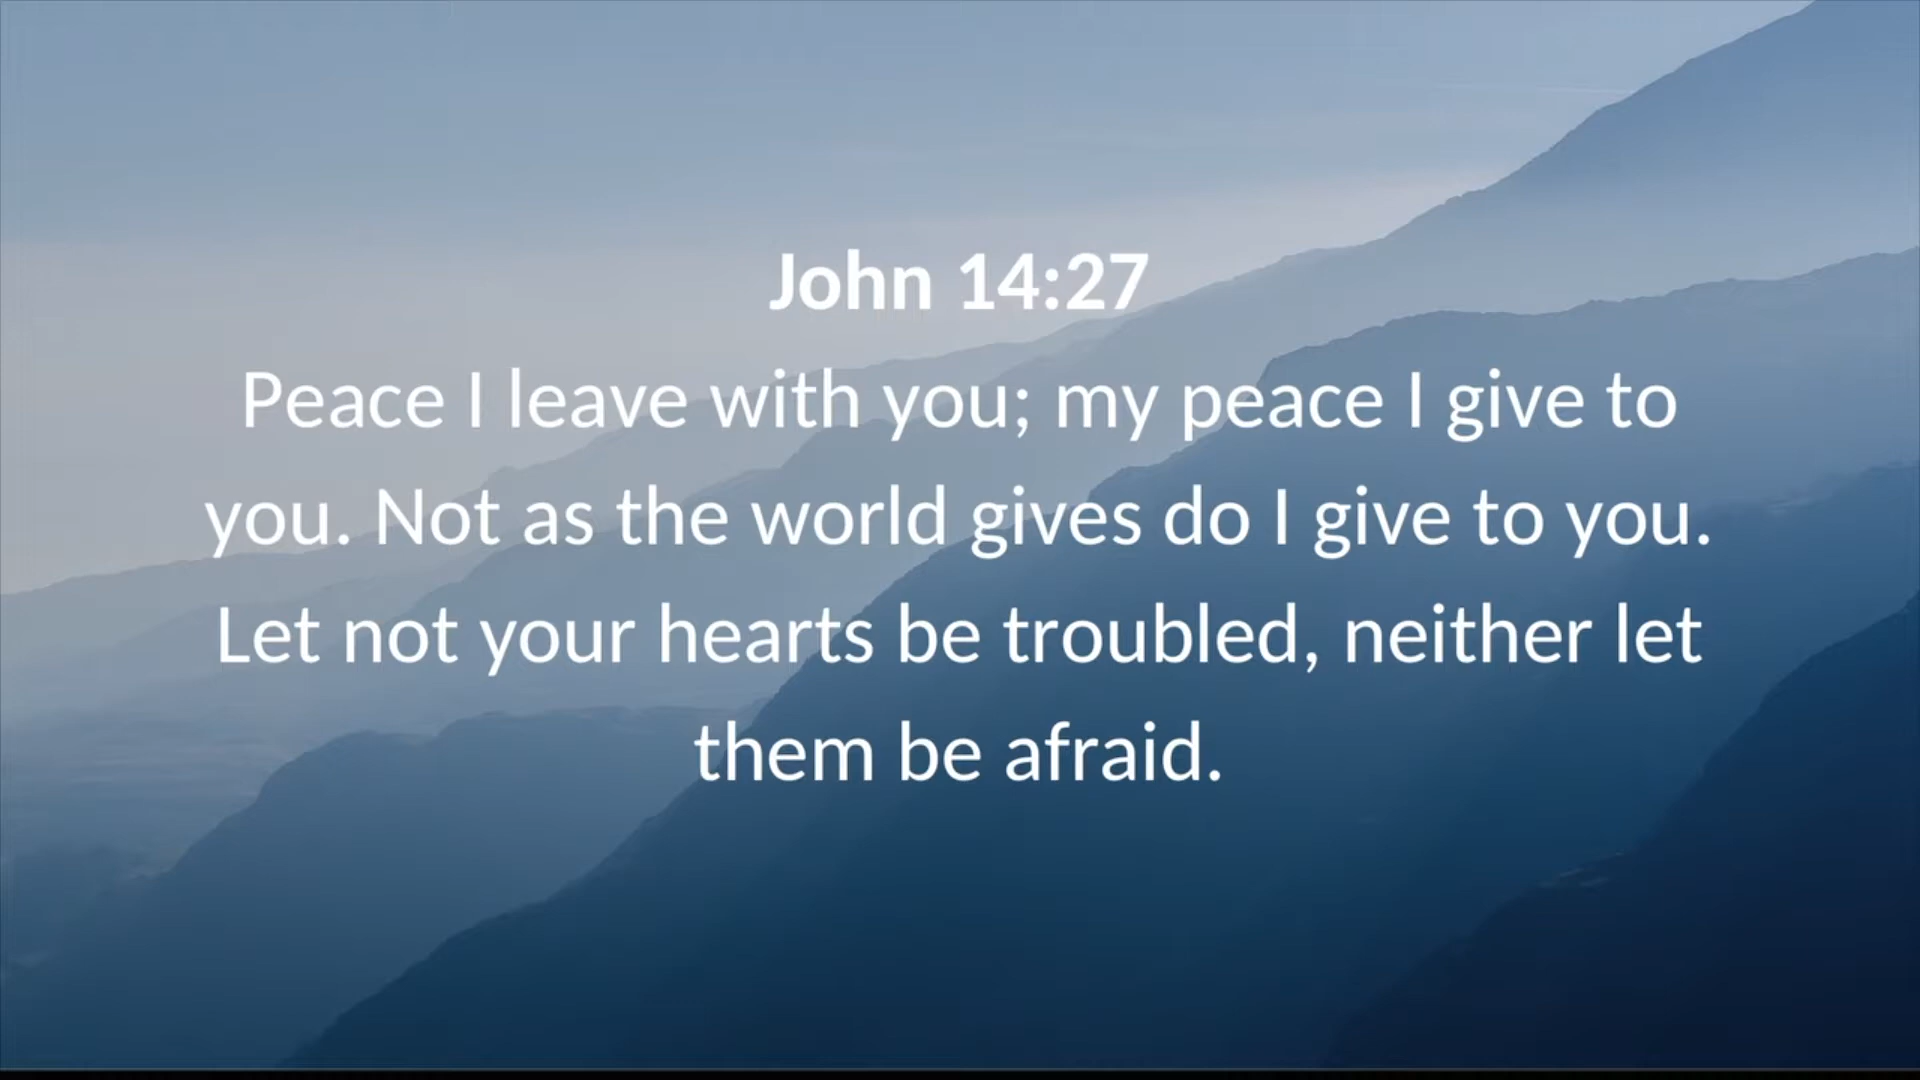 John 14:27
Peace I leave with you; my peace I give to
you. Not as the world gives do I give to you.
Let not your hearts be troubled, neither let
them be afraid.